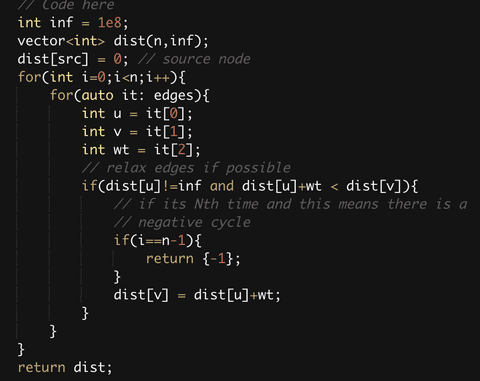 // Code here
int inf = 1e8;
vector<int> dist(n,inf);
dist[src] = 0; // source node
for(int i=0;i<n;i++){
    for(auto it: edges){
        int u = it[0];
        int v = it[1];
        int wt = it[2];
        // relax edges if possible
        if(dist[u]!=inf and dist[u]+wt < dist[v]){
            // if its Nth time and this means there is a
            // negative cycle
            if(i==n-1){
                return {-1};
            }
            dist[v] = dist[u]+wt;
        }
    }
}
return dist;